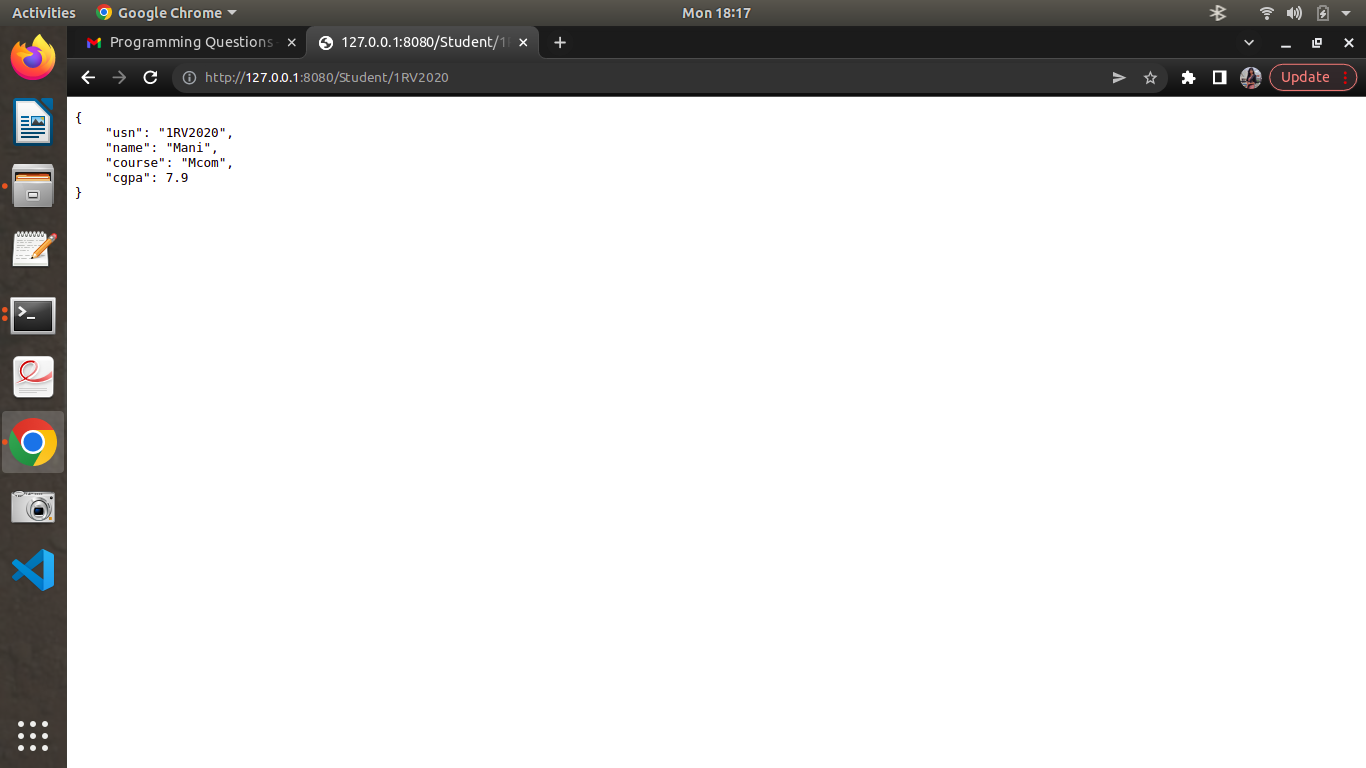 Activities Google Chrome Mon 18:17
Programming Questions 127.0.0.1:8080/Student/1
http://127.0.0.1:8080/Student/1RV2020 Update
{
"usn": "1RV2020",
"name": "Mani",
"course": "Mcom",
"cgpa": 7.9
}